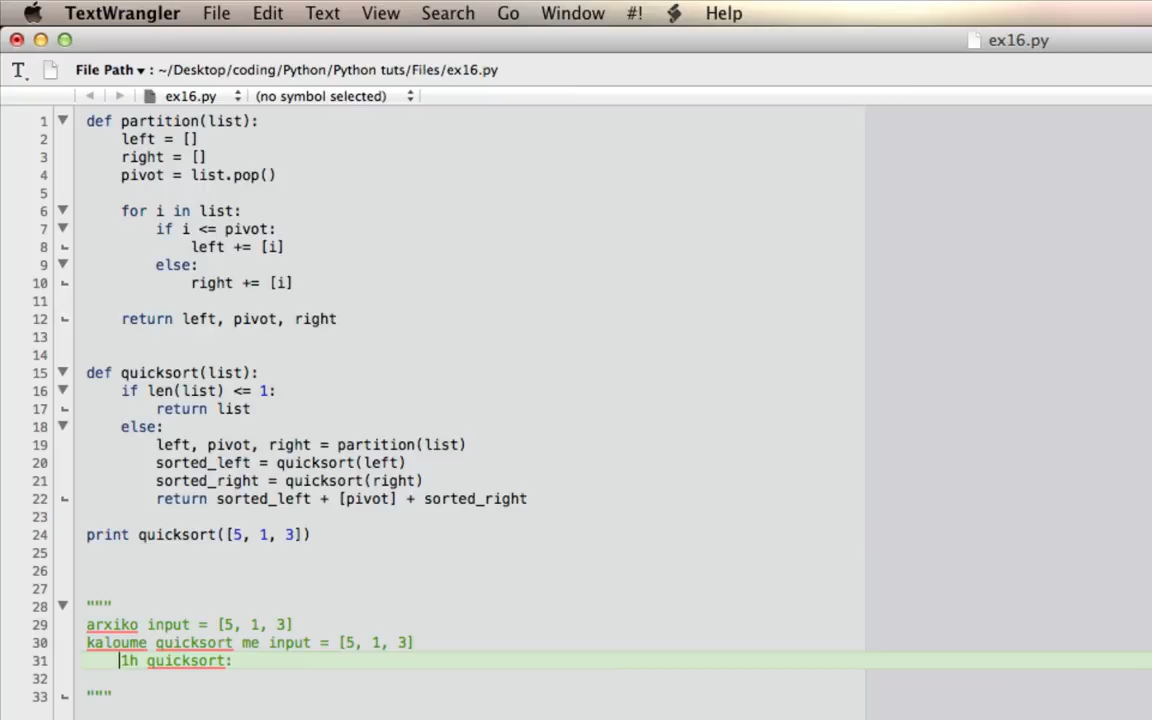 TextWrangler File Edit Text View Search Go Window #! Help
ex16.py
File Path ▾ : ~/Desktop/coding/Python/Python tuts/Files/ex16.py
ex16.py (no symbol selected)
1 def partition(list):
2 left = []
3 right = []
4 pivot = list.pop()
5
6 for i in list:
7 if i <= pivot:
8 left += [i]
9 else:
10 right += [i]
11
12 return left, pivot, right
13
14
15 def quicksort(list):
16 if len(list) <= 1:
17 return list
18 else:
19 left, pivot, right = partition(list)
20 sorted_left = quicksort(left)
21 sorted_right = quicksort(right)
22 return sorted_left + [pivot] + sorted_right
23
24 print quicksort([5, 1, 3])
25
26
27
28 """
29 arxiko input = [5, 1, 3]
30 kaloume quicksort me input = [5, 1, 3]
31 1h quicksort:
32
33 """